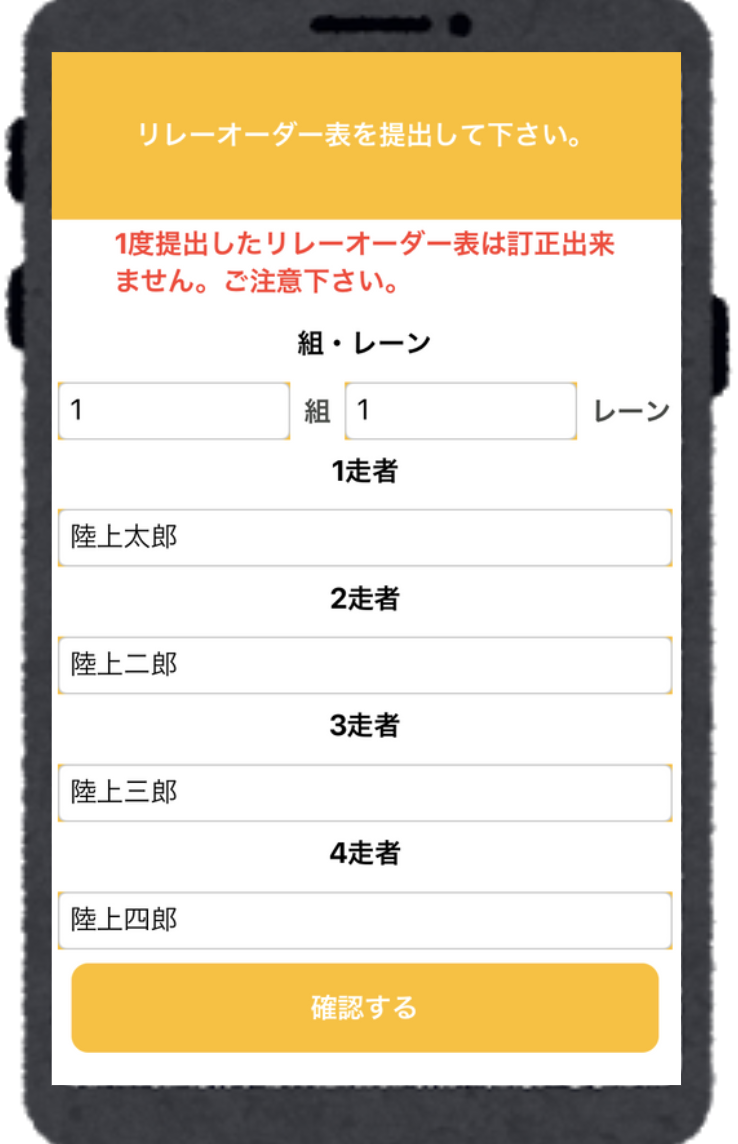 リレーオーダー表を提出して下さい。
1度提出したリレーオーダー表は訂正出来
ません。ご注意下さい。
組・レーン
1 組 1 レーン
1走者
陸上太郎
2走者
陸上二郎
3走者
陸上三郎
4走者
陸上四郎
確認する